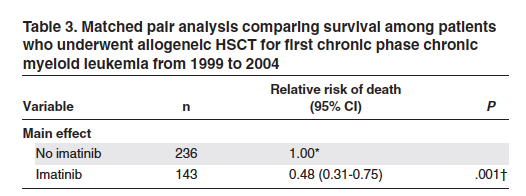 Table 3. Matched pair analysis comparing survival among patients
who underwent allogeneic HSCT for first chronic phase chronic
myeloid leukemia from 1999 to 2004
Relative risk of death
Variable n (95% CI) P
Main effect
No imatinib 236 1.00*
Imatinib 143 0.48 (0.31-0.75) .001†